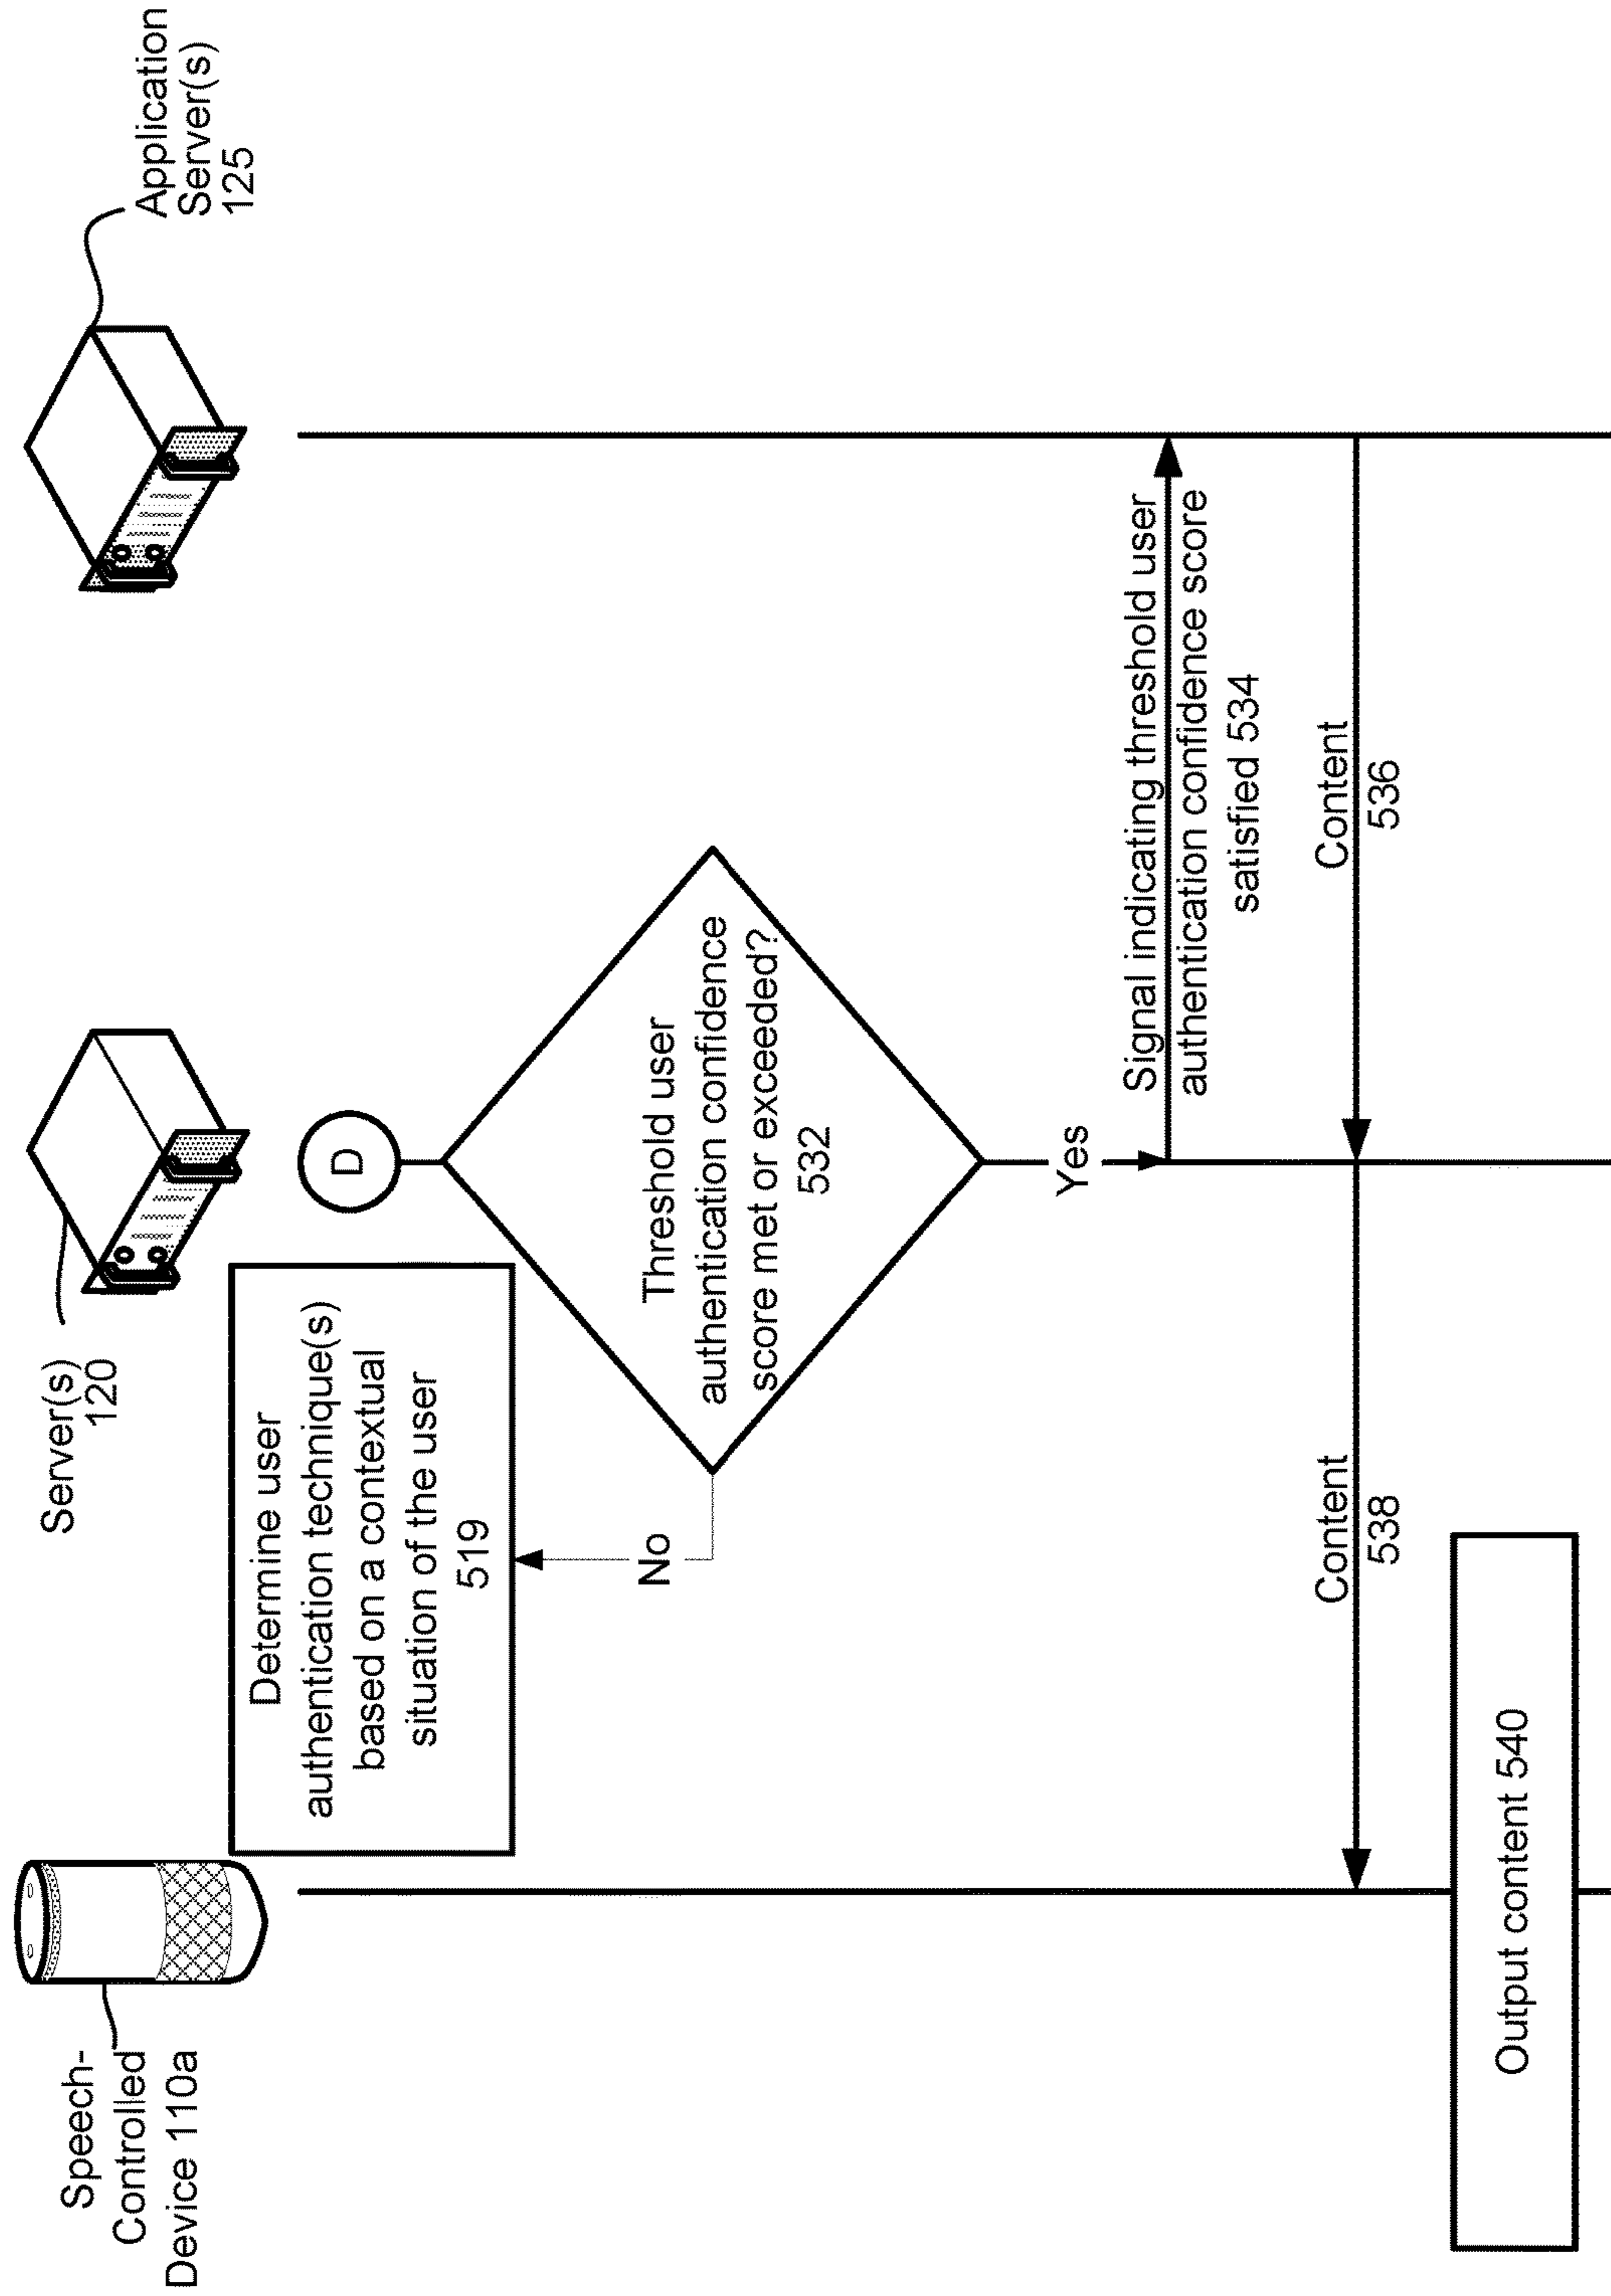 Speech-
Controlled
Device 110a
Server(s)
120
Application
Server(s)
125
D
Determine user
authentication technique(s)
based on a contextual
situation of the user
519
Threshold user
authentication confidence
score met or exceeded?
532
No
Yes
Signal indicating threshold user
authentication confidence score
satisfied 534
Content
536
Content
538
Output content 540